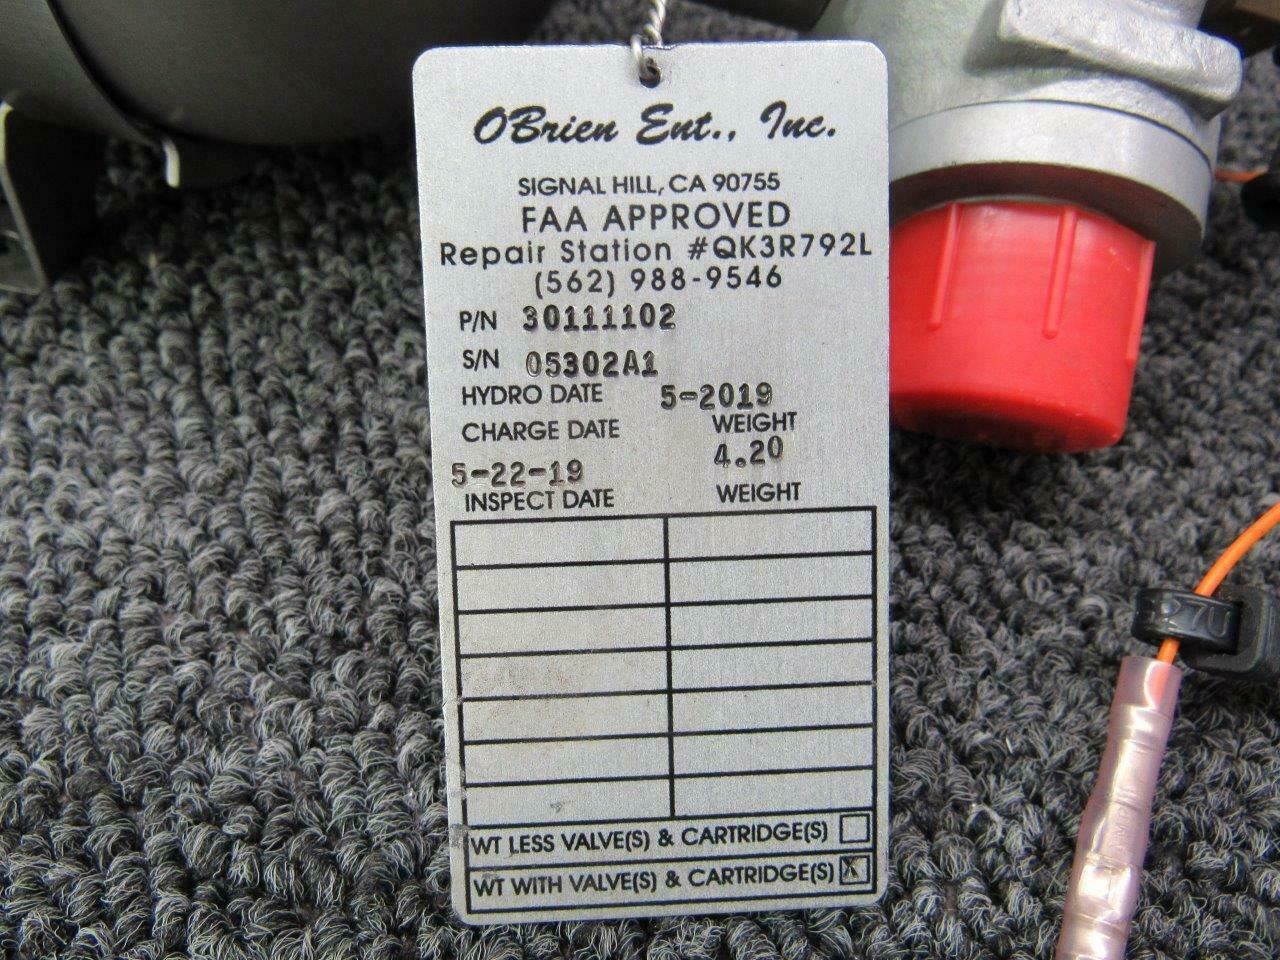 OBrien Ent., Inc.
SIGNAL HILL, CA 90755
FAA APPROVED
Repair Station #QK3R792L
(562) 988-9546
P/N 30111102
S/N 05302A1
HYDRO DATE 5-2019
CHARGE DATE WEIGHT
5-22-19 4.20
INSPECT DATE WEIGHT
WT LESS VALVE(S) & CARTRIDGE(S)
WT WITH VALVE(S) & CARTRIDGE(S) X
270